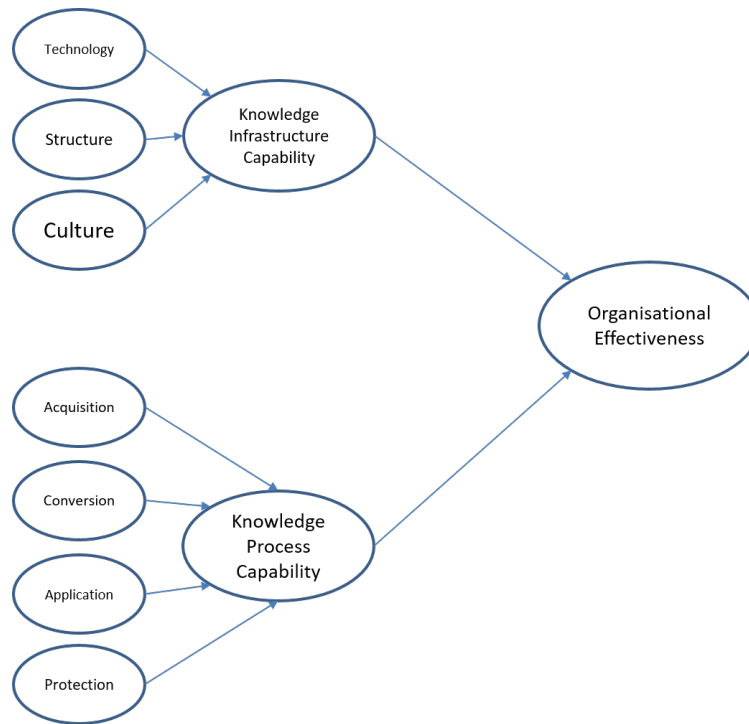 Technology
Structure
Culture
Knowledge
Infrastructure
Capability
Organisational
Effectiveness
Acquisition
Conversion
Application
Protection
Knowledge
Process
Capability